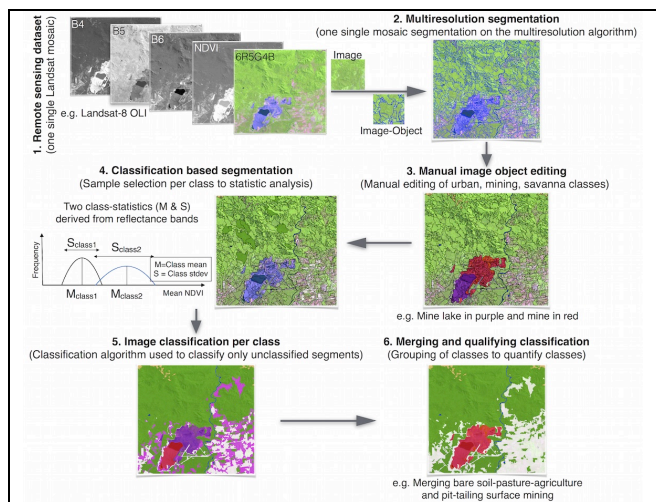 1. Remote sensing dataset
(one single Landsat mosaic)
B4
B5
B6
NDVI
6R5G4B
e.g. Landsat-8 OLI
Image
Image-Object
2. Multiresolution segmentation
(one single mosaic segmentation on the multiresolution algorithm)
3. Manual image object editing
(Manual editing of urban, mining, savanna classes)
e.g. Mine lake in purple and mine in red
4. Classification based segmentation
(Sample selection per class to statistic analysis)
Two class-statistics (M & S)
derived from reflectance bands
Frequency
Sclass1
Sclass2
M=Class mean
S = Class stdev
Mclass1
Mclass2
Mean NDVI
5. Image classification per class
(Classification algorithm used to classify only unclassified segments)
6. Merging and qualifying classification
(Grouping of classes to quantify classes)
e.g. Merging bare soil-pasture-agriculture
and pit-tailing surface mining